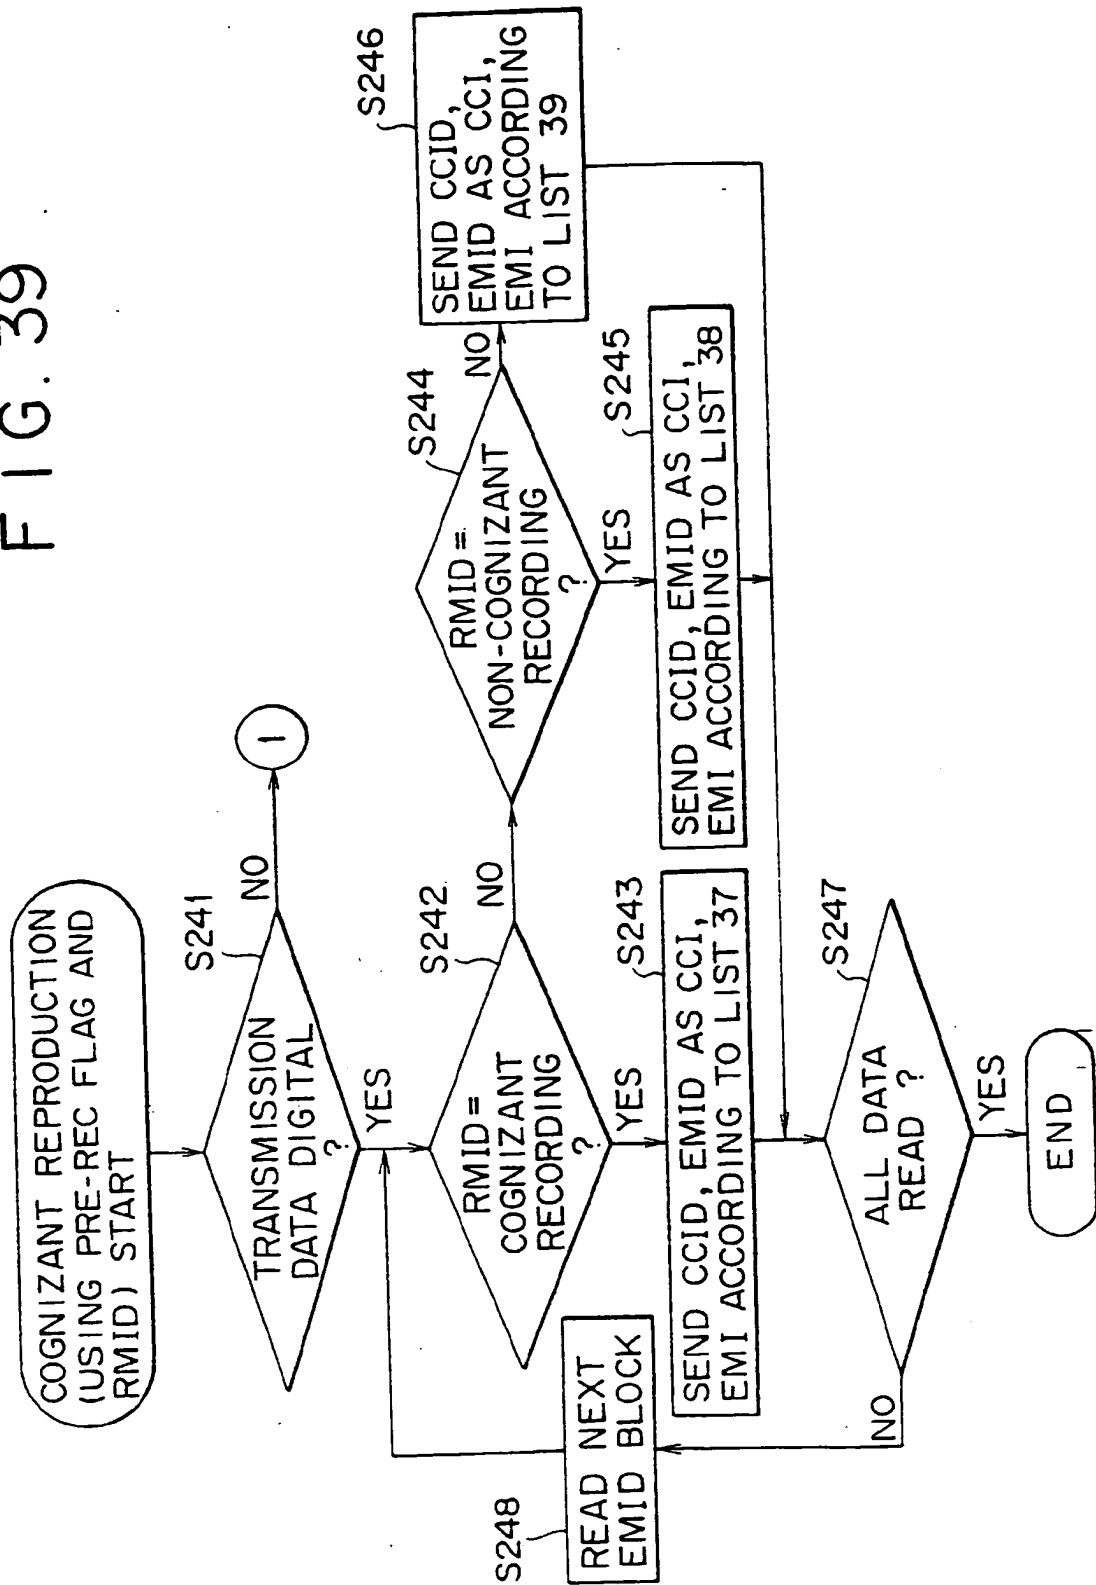 FIG. 39
COGNIZANT REPRODUCTION
(USING PRE-REC FLAG AND
RMID) START
S241
TRANSMISSION
DATA DIGITAL
?
NO
1
YES
S242
RMID=
COGNIZANT
RECORDING
?
NO
YES
S244
RMID=
NON-COGNIZANT
RECORDING
?
NO
YES
S246
SEND CCID,
EMID AS CCI,
EMI ACCORDING
TO LIST 39
S243
SEND CCID, EMID AS CCI,
EMI ACCORDING TO LIST 37
S245
SEND CCID, EMID AS CCI,
EMI ACCORDING TO LIST 38
S248
READ NEXT
EMID BLOCK
S247
ALL DATA
READ ?
NO
YES
END